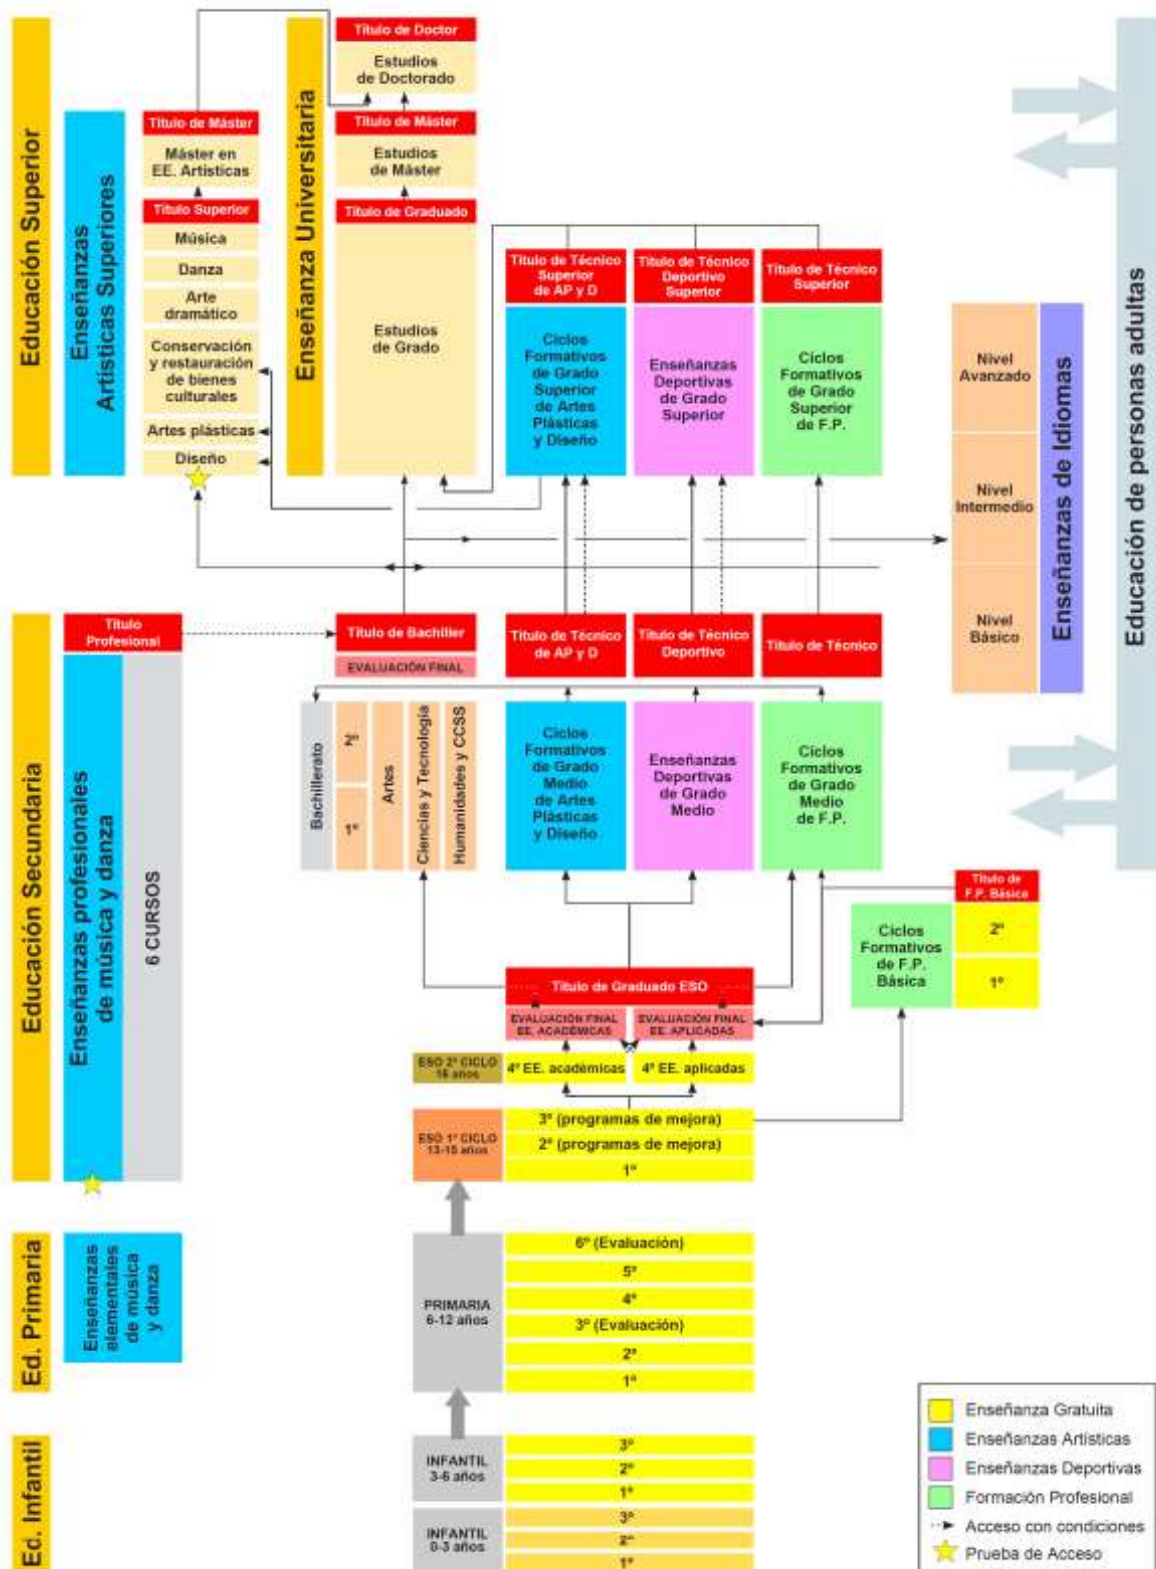 Educación Superior
Enseñanzas
Artísticas Superiores
Título de Máster
Máster en
EE. Artísticas
Título Superior
Música
Danza
Arte
dramático
Conservación
y restauración
de bienes
culturales
Artes plásticas
Diseño
Enseñanza Universitaria
Título de Doctor
Estudios
de Doctorado
Título de Máster
Estudios
de Máster
Título de Graduado
Estudios
de Grado
Título de Técnico
Superior
de AP y D
Ciclos
Formativos
de Grado
Superior
de Artes
Plásticas
y Diseño
Título de Técnico
Deportivo
Superior
Enseñanzas
Deportivas
de Grado
Superior
Título de Técnico
Superior
Ciclos
Formativos
de Grado
Superior
de F.P.
Nivel
Avanzado
Nivel
Intermedio
Nivel
Básico
Enseñanzas de Idiomas
Educación de personas adultas
Educación Secundaria
Título
Profesional
Enseñanzas profesionales
de música y danza
6 CURSOS
Título de Bachiller
EVALUACIÓN FINAL
Bachillerato
2º
1º
Artes
Ciencias y Tecnología
Humanidades y CCSS
Título de Técnico
de AP y D
Ciclos
Formativos
de Grado
Medio
de Artes
Plásticas
y Diseño
Título de Técnico
Deportivo
Enseñanzas
Deportivas
de Grado
Medio
Título de Técnico
Ciclos
Formativos
de Grado
Medio
de F.P.
Título de
F.P. Básica
Ciclos
Formativos
de F.P.
Básica
2º
1º
Título de Graduado ESO
EVALUACIÓN FINAL
EE. ACADÉMICAS
EVALUACIÓN FINAL
EE. APLICADAS
ESO 2º CICLO
16 años
4º EE. académicas
4º EE. aplicadas
ESO 1º CICLO
13-15 años
3º (programas de mejora)
2º (programas de mejora)
1º
Ed. Primaria
Enseñanzas
elementales
de música
y danza
PRIMARIA
6-12 años
6º (Evaluación)
5º
4º
3º (Evaluación)
2º
1º
Ed. Infantil
INFANTIL
3-6 años
3º
2º
1º
INFANTIL
0-3 años
3º
2º
1º
Enseñanza Gratuita
Enseñanzas Artísticas
Enseñanzas Deportivas
Formación Profesional
Acceso con condiciones
Prueba de Acceso